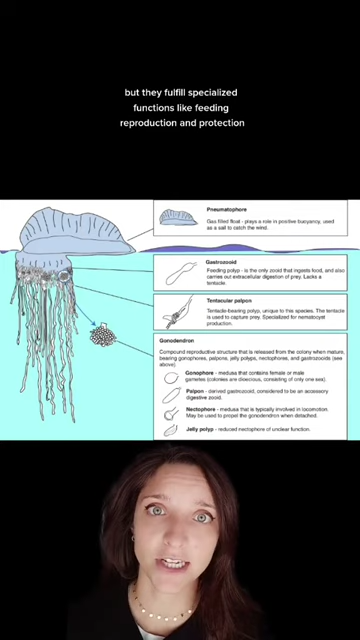 but they fulfill specialized
functions like feeding
reproduction and protection
Pneumatophore
Gas filled float - plays a role in positive buoyancy, used
as a sail to catch the wind.
Gastrozooid
Feeding polyp - is the only zooid that ingests food, and also
carries out extracellular digestion of prey. Lacks a
tentacle.
Tentacular palpon
Tentacle-bearing polyp, unique to this species. The tentacle
is used to capture prey. Specialized for nematocyst
production.
Gonodendron
Compound reproductive structure that is released from the colony when mature,
bearing gonophores, palpons, jelly polyps, nectophores, and gastrozooids (see
above)
Gonophore - medusa that contains female or male
gametes (colonies are dioecious, consisting of only one sex).
Palpon - derived gastrozooid, considered to be an accessory
digestive zooid.
Nectophore - medusa that is typically involved in locomotion.
May be used to propel the gonodendron when detached.
Jelly polyp - reduced nectophore of unclear function.